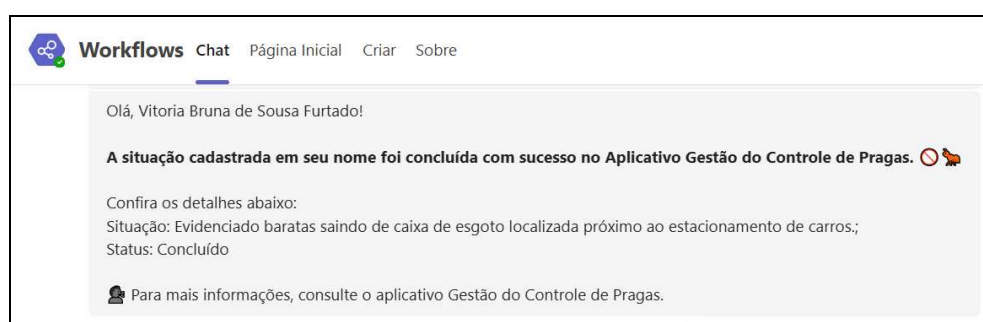 Workflows Chat Página Inicial Criar Sobre
Olá, Vitoria Bruna de Sousa Furtado!
A situação cadastrada em seu nome foi concluída com sucesso no Aplicativo Gestão do Controle de Pragas. 🚫🐜
Confira os detalhes abaixo:
Situação: Evidenciado baratas saindo de caixa de esgoto localizada próximo ao estacionamento de carros.;
Status: Concluído
Para mais informações, consulte o aplicativo Gestão do Controle de Pragas.